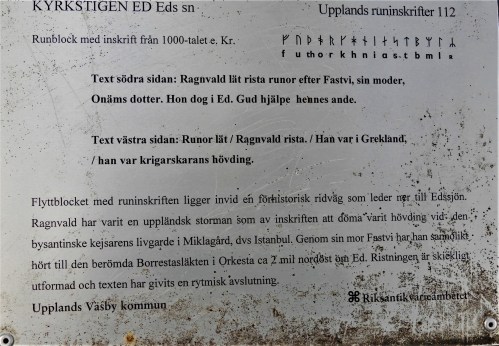 KYRKSTIGEN ED Eds sn
Upplands runinskrifter 112
Runblock med inskrift från 1000-talet e. Kr.
ᚠ ᚢ ᚦ ᚮ ᚱ ᚴ ᚼ ᚾ ᛁ ᛅ ᛋ ᛏ ᛒ ᛘ ᛚ ᛦ
f u th o r k h n i a s t b m l R
Text södra sidan: Ragnvald lät rista runor efter Fastvi, sin moder,
Onäms dotter. Hon dog i Ed. Gud hjälpe hennes ande.
Text västra sidan: Runor lät / Ragnvald rista. / Han var i Grekland,
/ han var krigarskarans hövding.
Flyttblocket med runinskriften ligger invid en förhistorisk ridväg som leder ner till Edssjön.
Ragnvald har varit en uppländsk storman som av inskriften att döma varit hövding vid den
bysantinske kejsarens livgarde i Miklagård, dvs Istanbul. Genom sin mor Fastvi har han sannolikt
hört till den berömda Borrestasläkten i Orkesta ca 2 mil nordost om Ed. Ristningen är skickligt
utformad och texten har givits en rytmisk avslutning.
Upplands Väsby kommun
⌘ Riksantikvarieämbetet